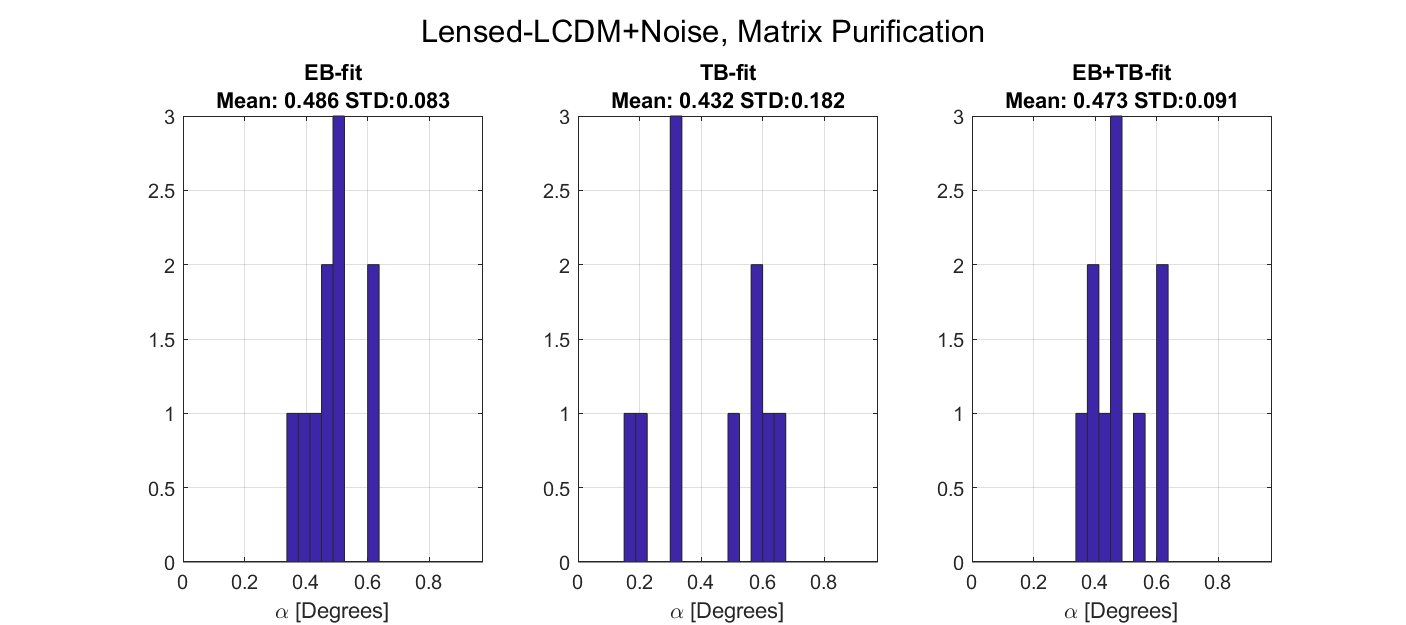 Lensed-LCDM+Noise, Matrix Purification
EB-fit
Mean: 0.486 STD:0.083
3
2.5
2
1.5
1
0.5
0
0 0.2 0.4 0.6 0.8
α [Degrees]
TB-fit
Mean: 0.432 STD:0.182
3
2.5
2
1.5
1
0.5
0
0 0.2 0.4 0.6 0.8
α [Degrees]
EB+TB-fit
Mean: 0.473 STD:0.091
3
2.5
2
1.5
1
0.5
0
0 0.2 0.4 0.6 0.8
α [Degrees]